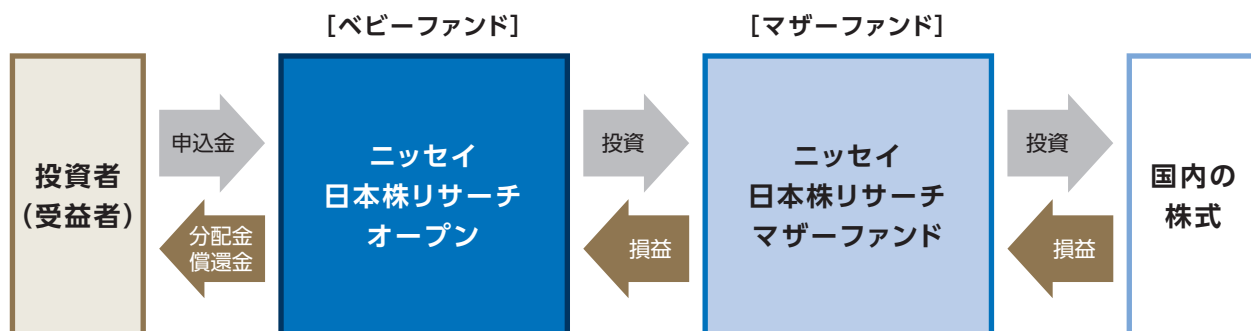 [ベビーファンド]
[マザーファンド]
投資者
(受益者)
申込金
分配金
償還金
ニッセイ
日本株リサーチ
オープン
投資
損益
ニッセイ
日本株リサーチ
マザーファンド
投資
損益
国内の
株式